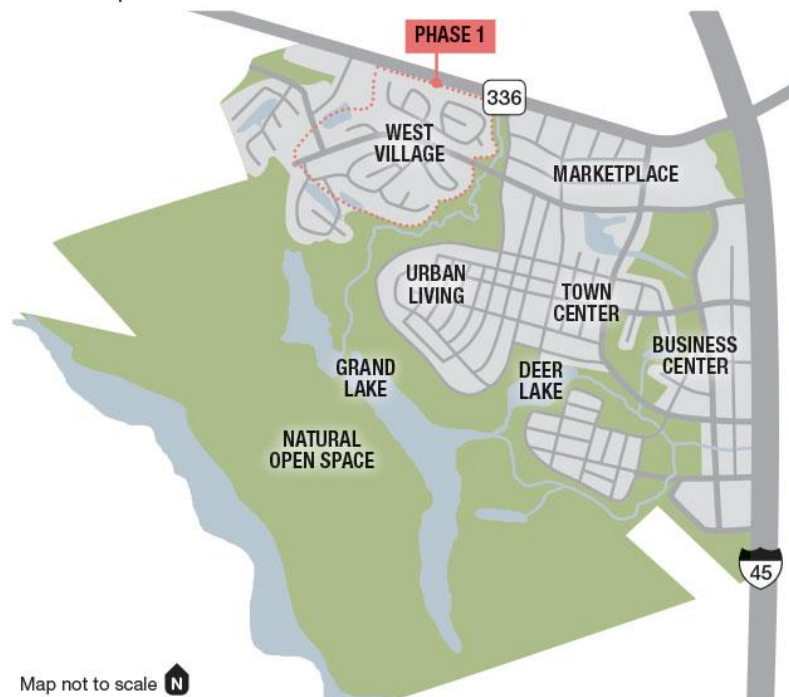 PHASE 1
336
WEST
VILLAGE
MARKETPLACE
URBAN
LIVING
TOWN
CENTER
BUSINESS
CENTER
GRAND
LAKE
DEER
LAKE
NATURAL
OPEN SPACE
45
Map not to scale N